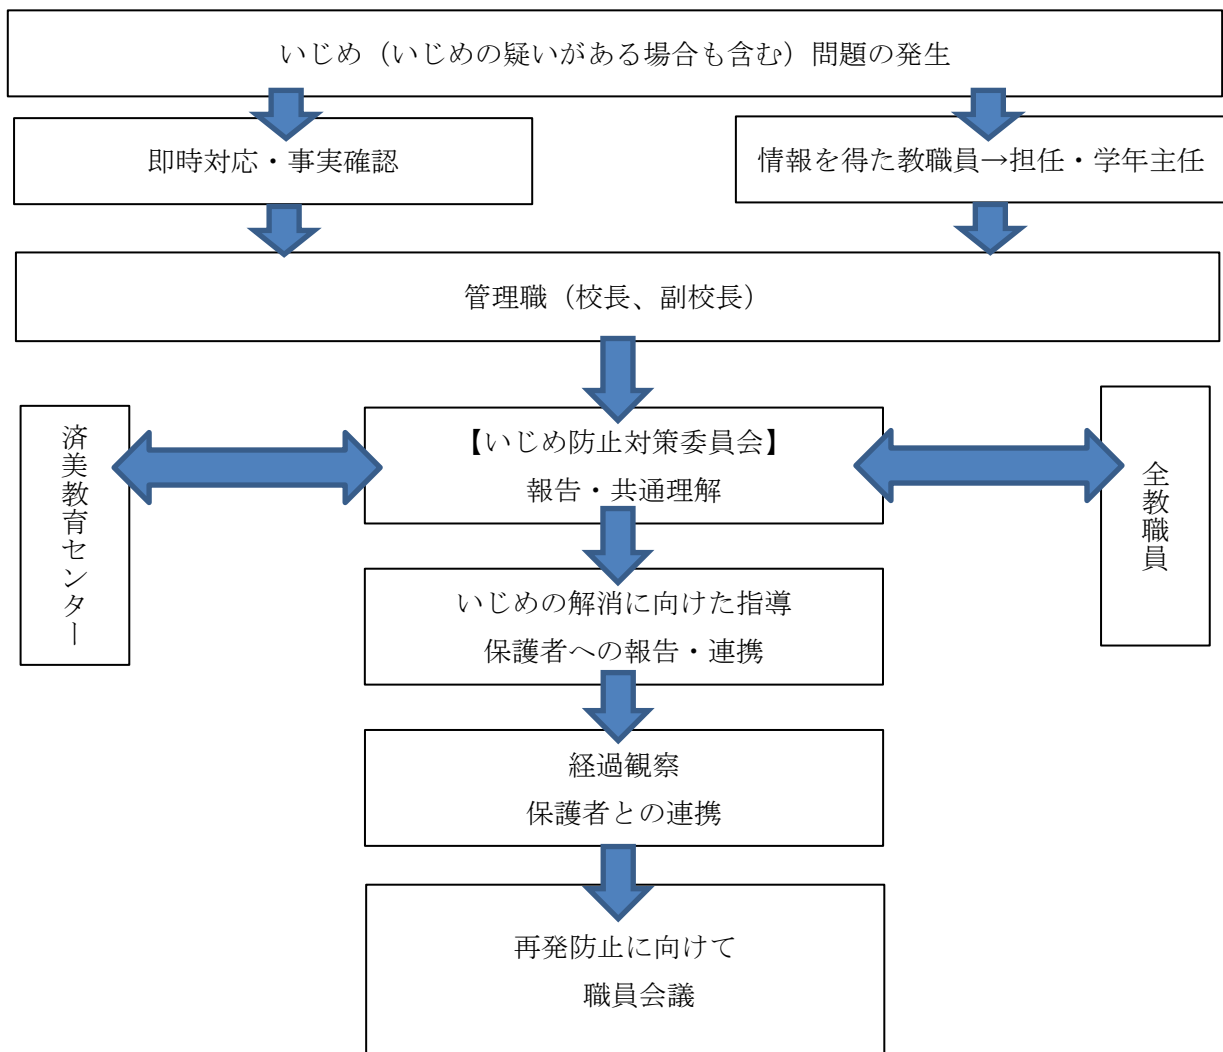 いじめ（いじめの疑いがある場合も含む）問題の発生
即時対応・事実確認
情報を得た教職員→担任・学年主任
管理職（校長、副校長）
済美教育センター
【いじめ防止対策委員会】
報告・共通理解
全教職員
いじめの解消に向けた指導
保護者への報告・連携
経過観察
保護者との連携
再発防止に向けて
職員会議